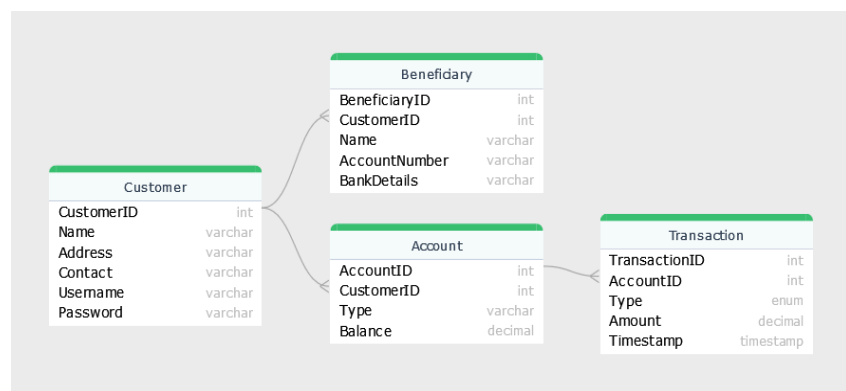 Beneficiary
BeneficiaryID int
CustomerID int
Name varchar
AccountNumber varchar
BankDetails varchar
Customer
CustomerID int
Name varchar
Address varchar
Contact varchar
Username varchar
Password varchar
Account
AccountID int
CustomerID int
Type varchar
Balance decimal
Transaction
TransactionID int
AccountID int
Type enum
Amount decimal
Timestamp timestamp